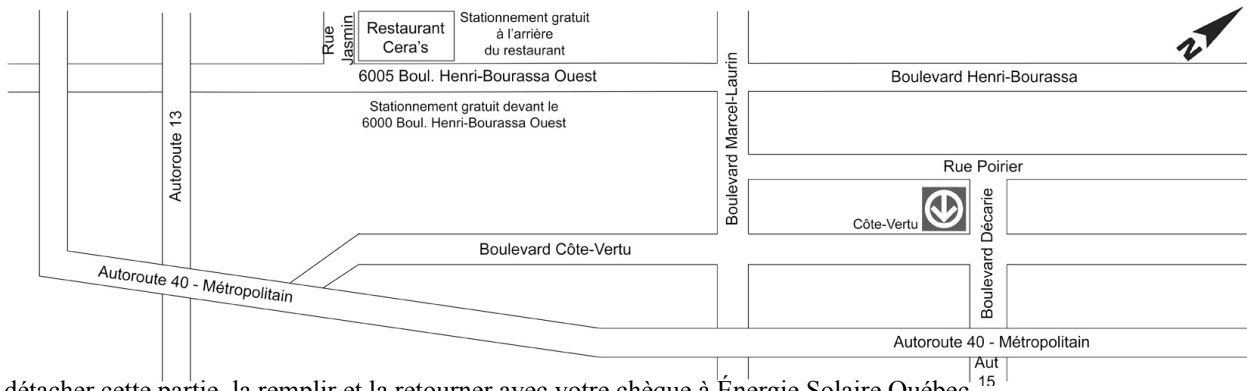 Rue
Jasmin
Restaurant
Cera's
Stationnement gratuit
à l'arrière
du restaurant
N
6005 Boul. Henri-Bourassa Ouest
Boulevard Henri-Bourassa
Stationnement gratuit devant le
6000 Boul. Henri-Bourassa Ouest
Autoroute 13
Boulevard Marcel-Laurin
Rue Poirier
Côte-Vertu
Boulevard Décarie
Boulevard Côte-Vertu
Autoroute 40 - Métropolitain
Autoroute 40 - Métropolitain
Aut
15
détacher cette partie, la remplir et la retourner avec votre chèque à Énergie Solaire Québec